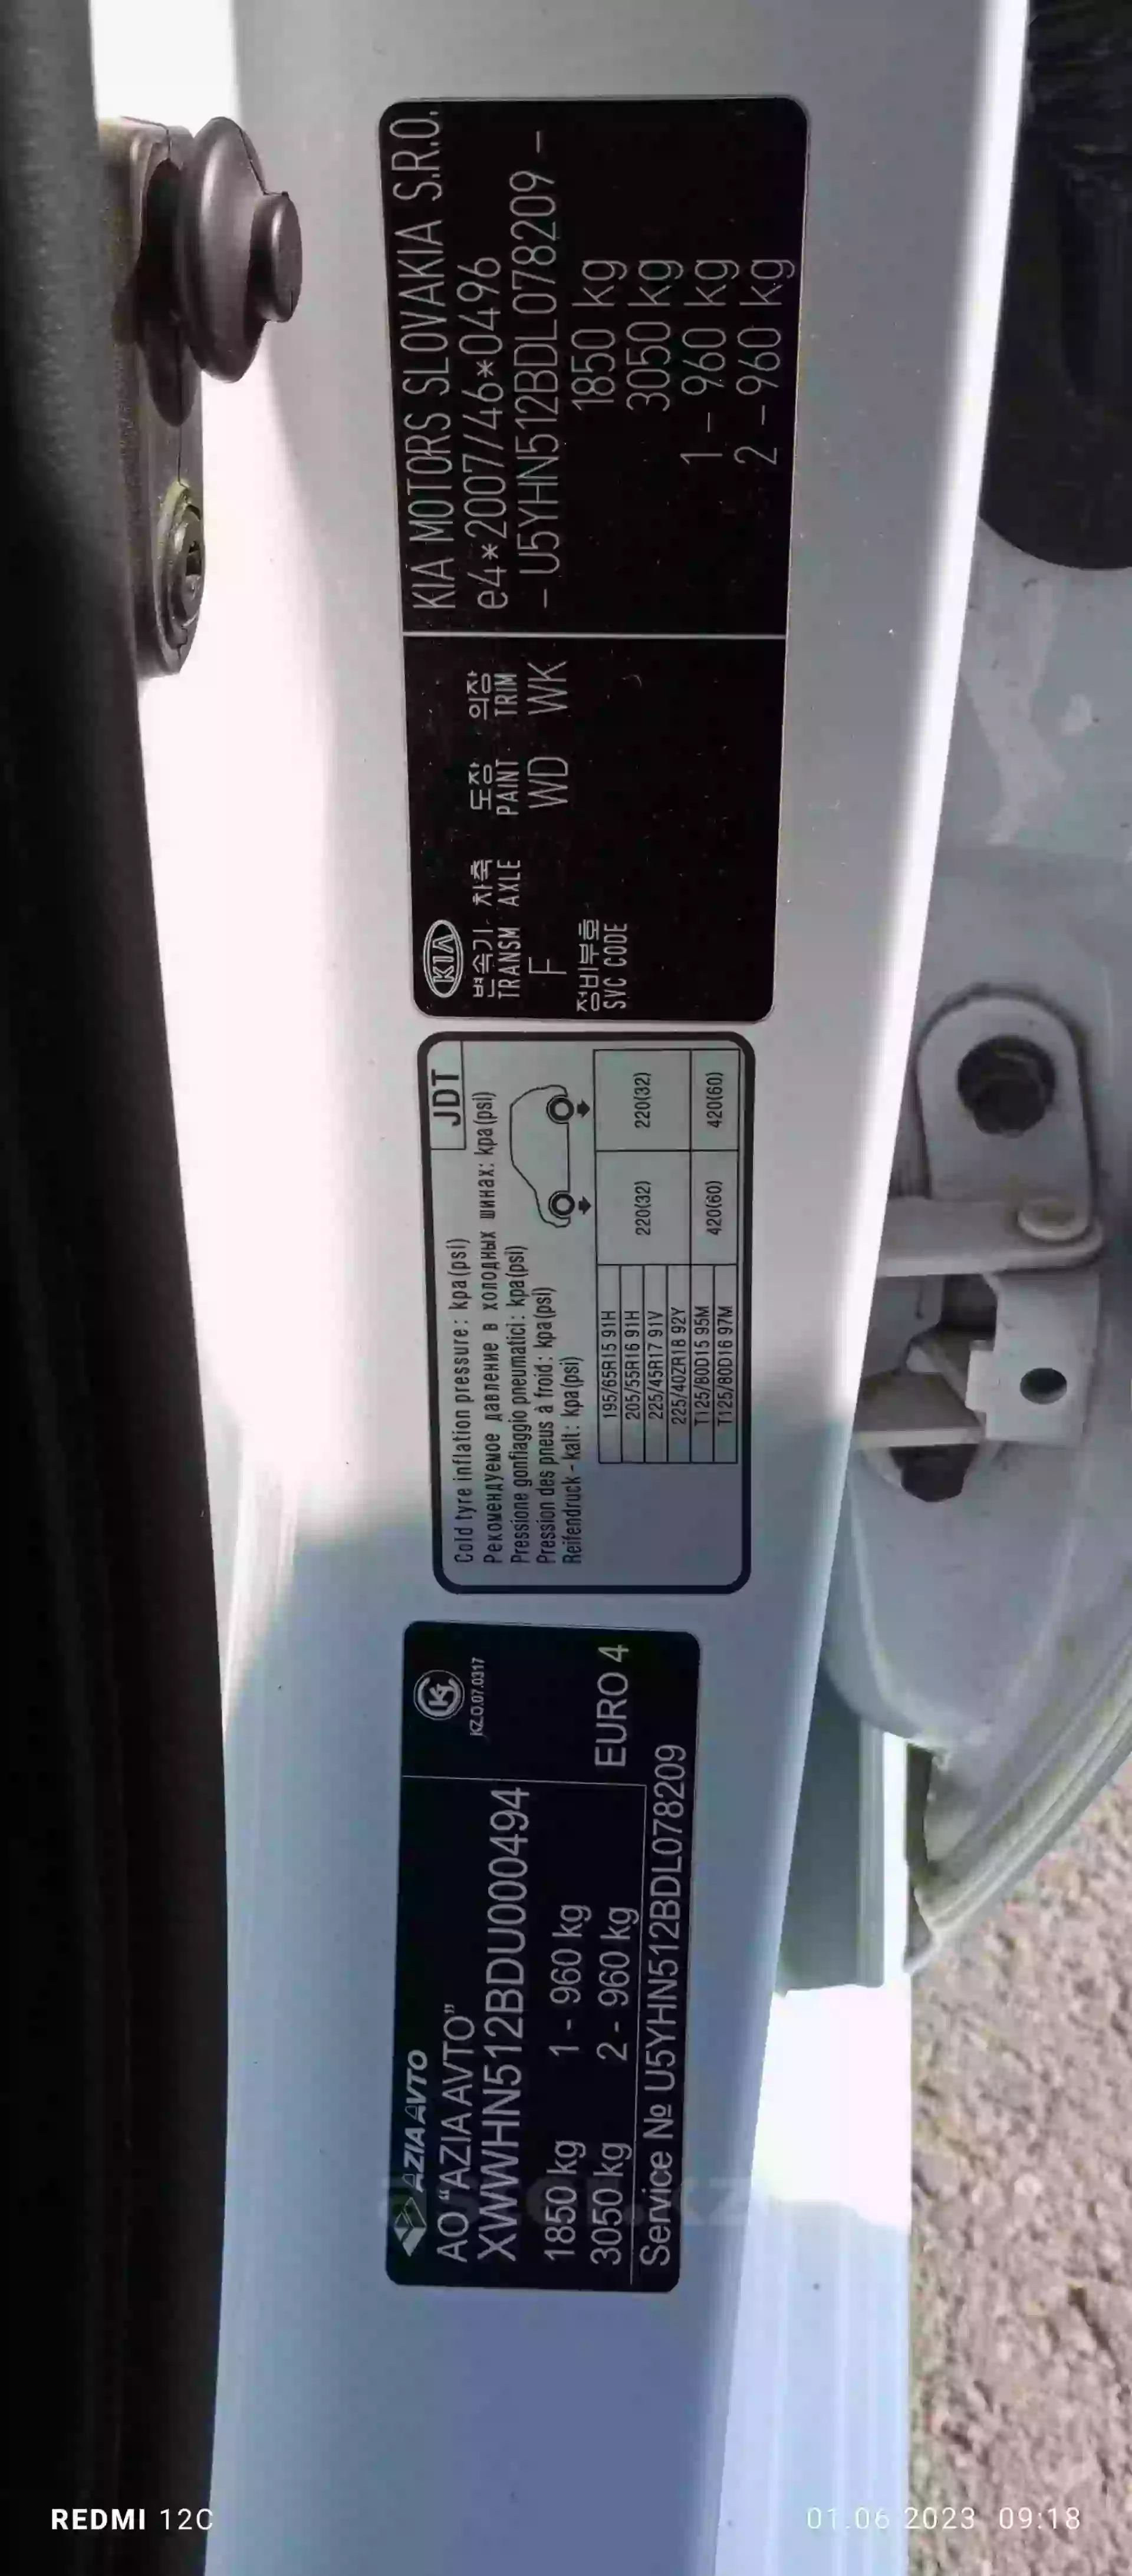 KIA MOTORS SLOVAKIA S.R.O.
e4*2007/46*0496
– U5YHN512BDL078209 –
1850 kg
3050 kg
1 – 960 kg
2 – 960 kg
KIA
변속기 차축 도장 의장
TRANSM AXLE PAINT TRIM
F WD WK
정비부호
SVC CODE
JDT
Cold tyre inflation pressure : kpa(psi)
Рекомендуемое давление в холодных шинах: kpa(psi)
Pressione gonfiaggio pneumatici : kpa(psi)
Pression des pneus à froid : kpa(psi)
Reifendruck - kalt : kpa(psi)
195/65R15 91H
205/55R16 91H
225/45R17 91V
225/40ZR18 92Y
220(32) 220(32)
T125/80D15 95M
T125/80D16 97M
420(60) 420(60)
AZIA AVTO
АО “AZIA AVTO”
XWWHN512BDU000494
1850 kg 1 - 960 kg
3050 kg 2 - 960 kg
KZ.O.07.0317
EURO 4
Service № U5YHN512BDL078209
REDMI 12C
01.06.2023 09:18